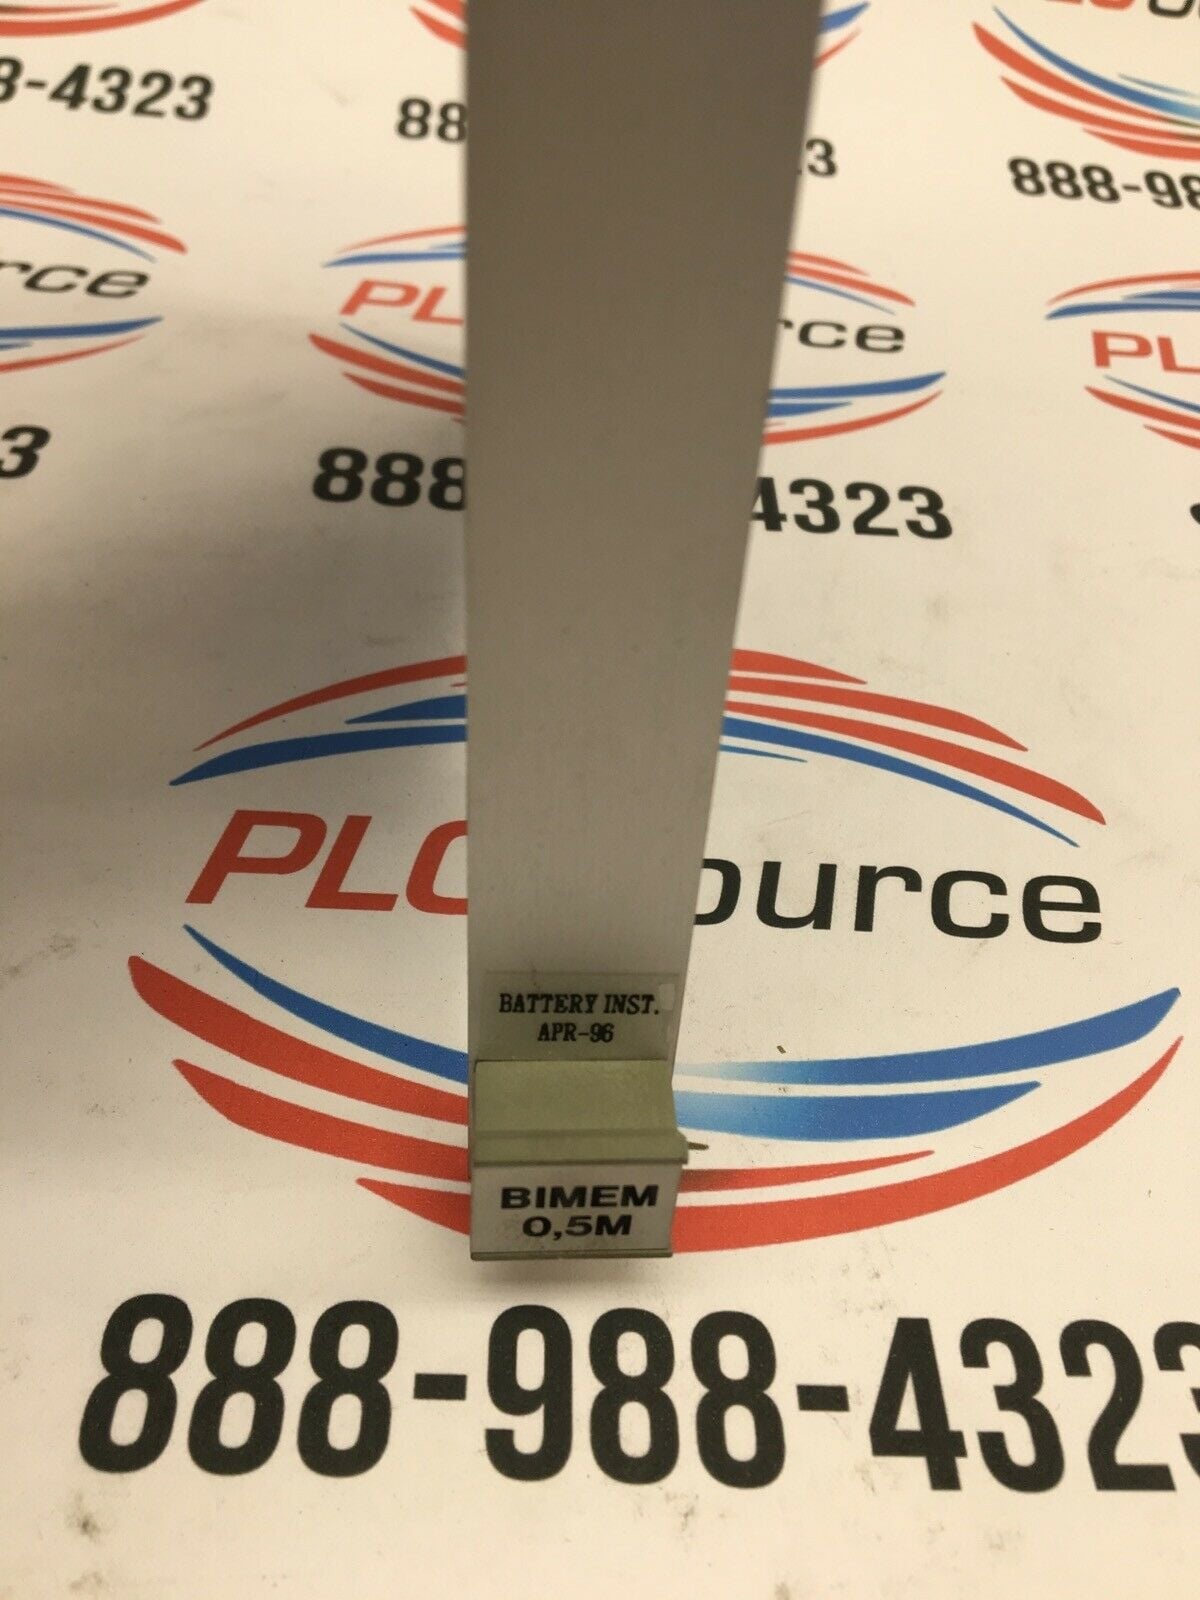 8-4323
88
3
888-98
rce
PL
rce
PL
3
888
4323
PLC
ource
BATTERY INST.
APR-96
BIMEM
0,5M
888-988-4323